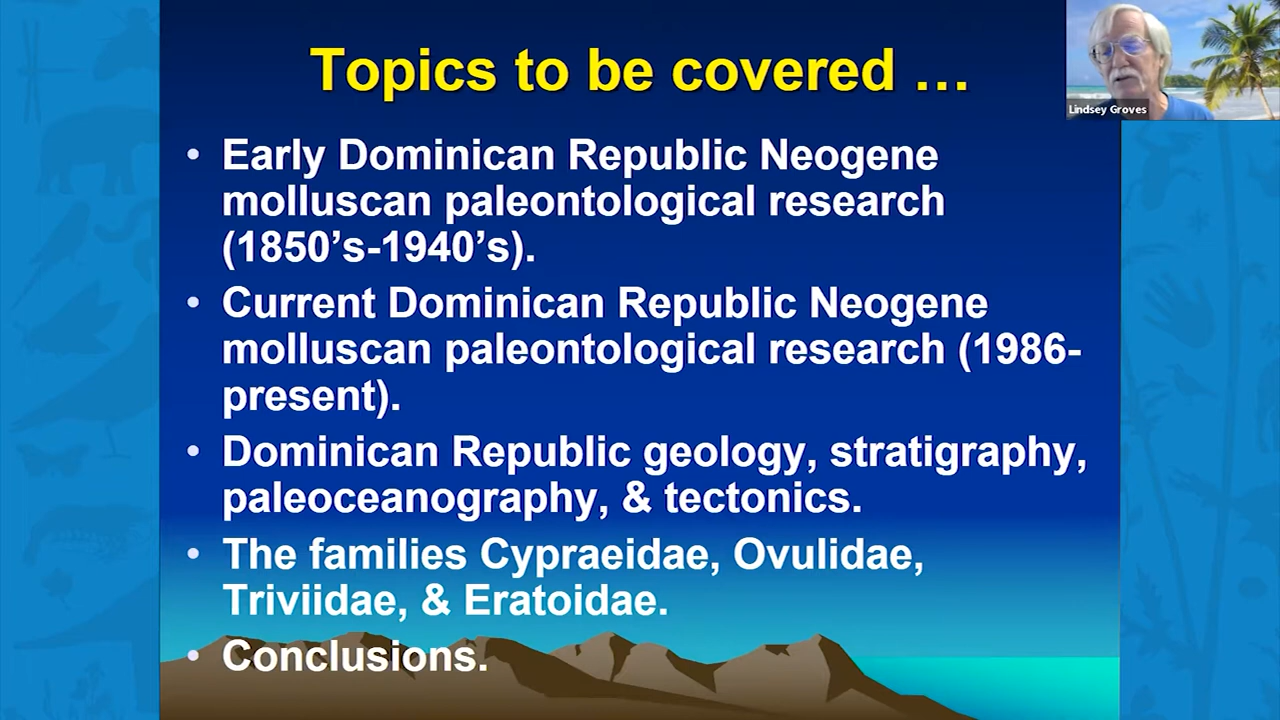 Topics to be covered ...
Lindsey Groves
• Early Dominican Republic Neogene
molluscan paleontological research
(1850's-1940's).
• Current Dominican Republic Neogene
molluscan paleontological research (1986-
present).
• Dominican Republic geology, stratigraphy,
paleoceanography, & tectonics.
• The families Cypraeidae, Ovulidae,
Triviidae, & Eratoidae.
• Conclusions.